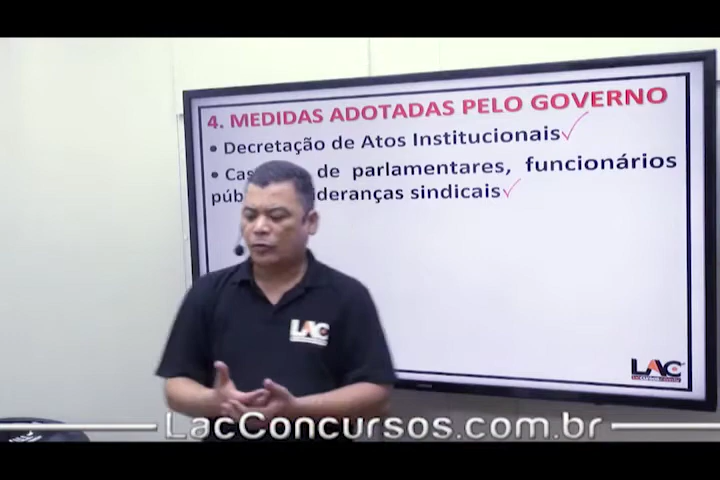 4. MEDIDAS ADOTADAS PELO GOVERNO
• Decretação de Atos Institucionais
• Cas de parlamentares, funcionários
púb deranças sindicais
LAC
LAC
LacConcursos.com.br